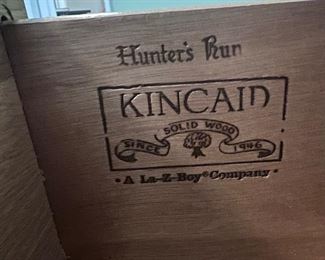 Hunter's Run
KINCAID
SOLID WOOD
SINCE 1946
• A La-Z-Boy® Company •